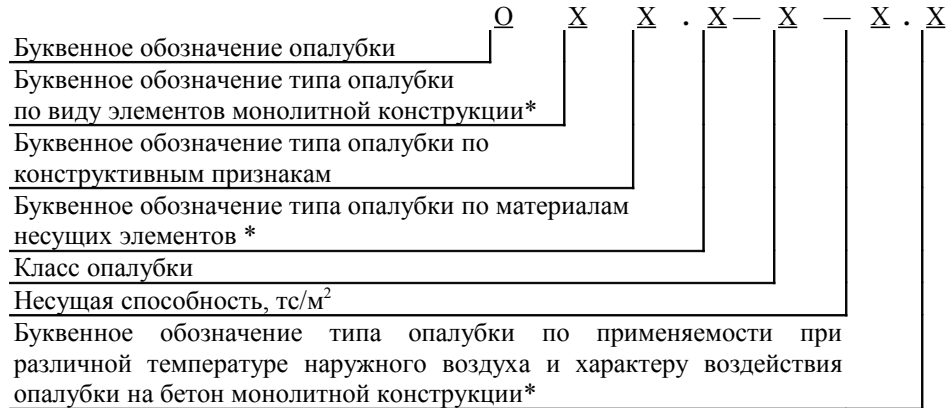 О Х Х . Х — Х — Х . Х
Буквенное обозначение опалубки
Буквенное обозначение типа опалубки
по виду элементов монолитной конструкции*
Буквенное обозначение типа опалубки по
конструктивным признакам
Буквенное обозначение типа опалубки по материалам
несущих элементов *
Класс опалубки
Несущая способность, тс/м²
Буквенное обозначение типа опалубки по применяемости при
различной температуре наружного воздуха и характеру воздействия
опалубки на бетон монолитной конструкции*